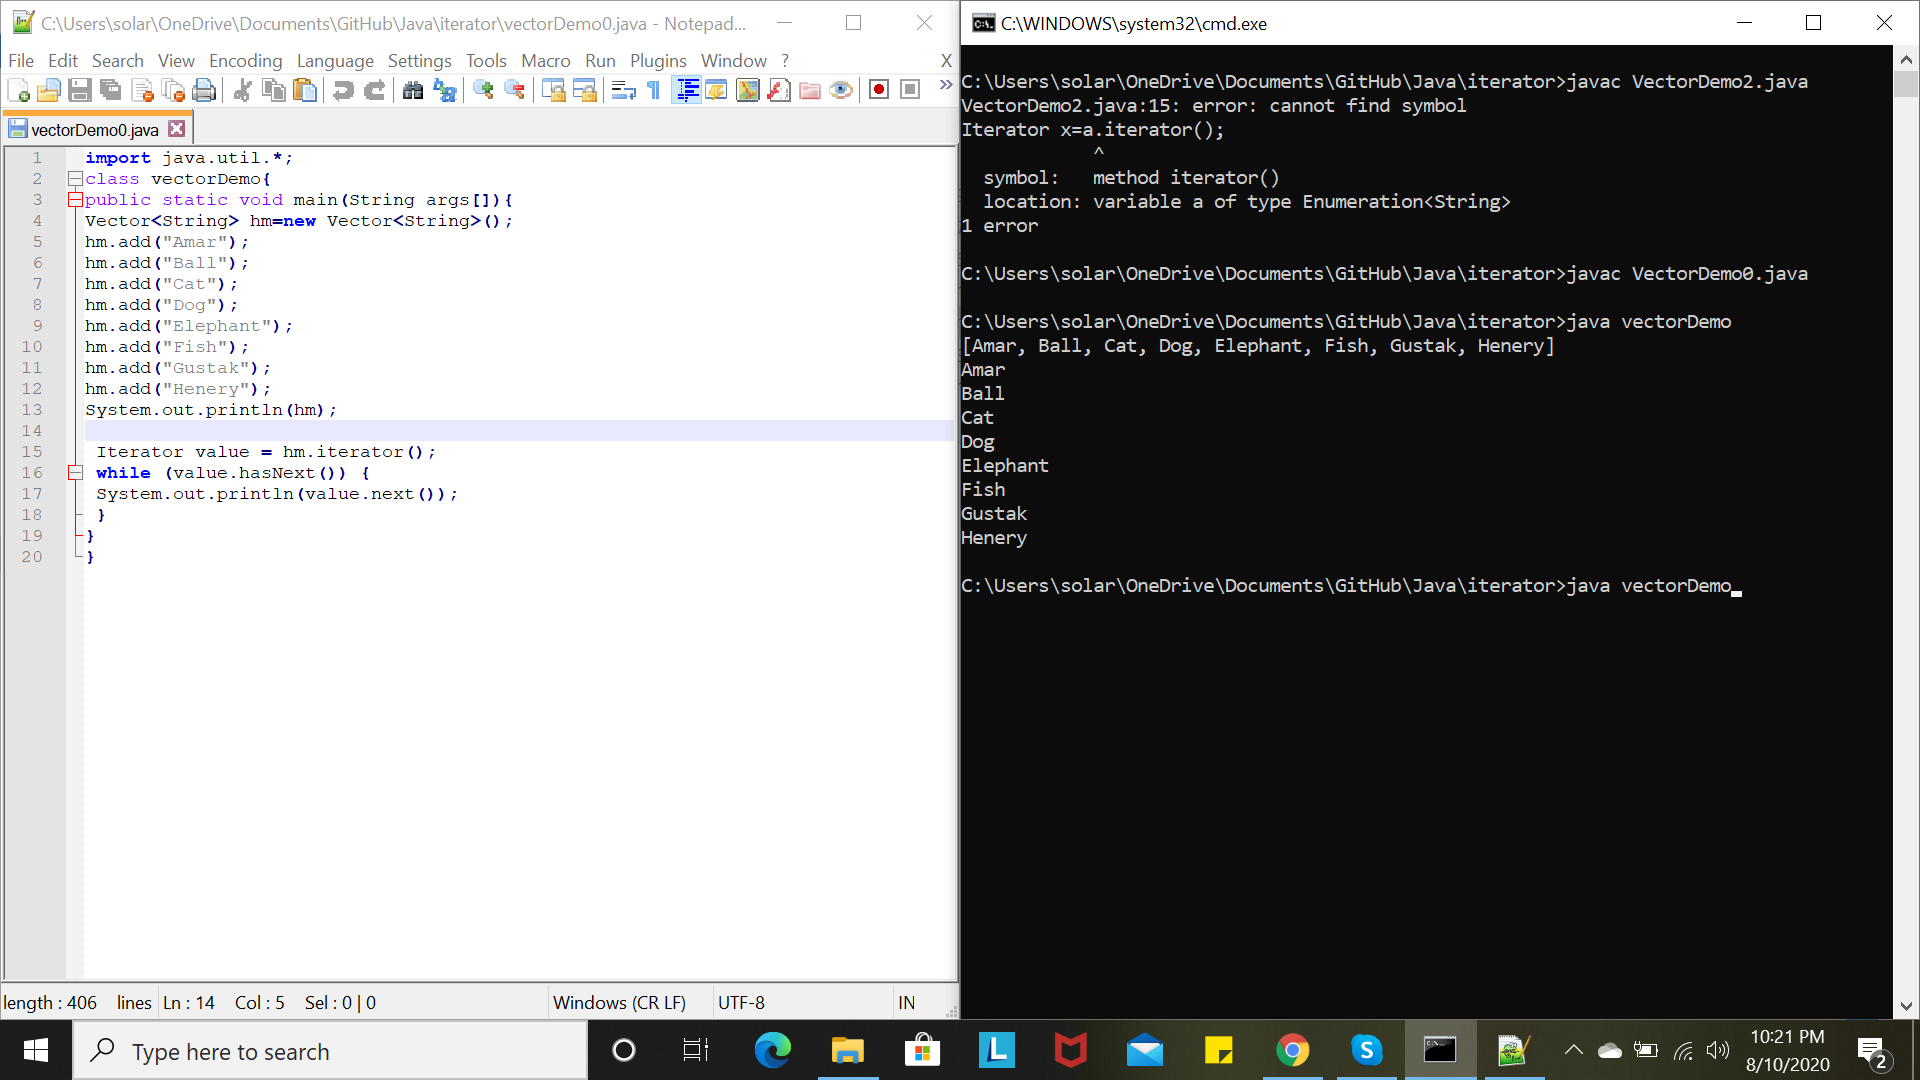 C:\Users\solar\OneDrive\Documents\GitHub\Java\iterator\vectorDemo0.java - Notepad...
File Edit Search View Encoding Language Settings Tools Macro Run Plugins Window ? X
vectorDemo0.java
1 import java.util.*;
2 class vectorDemo{
3 public static void main(String args[]){
4 Vector<String> hm=new Vector<String>();
5 hm.add("Amar");
6 hm.add("Ball");
7 hm.add("Cat");
8 hm.add("Dog");
9 hm.add("Elephant");
10 hm.add("Fish");
11 hm.add("Gustak");
12 hm.add("Henery");
13 System.out.println(hm);
14
15 Iterator value = hm.iterator();
16 while (value.hasNext()) {
17 System.out.println(value.next());
18 }
19 }
20 }
length : 406 lines Ln : 14 Col : 5 Sel : 0 | 0 Windows (CR LF) UTF-8 IN
C:\WINDOWS\system32\cmd.exe
C:\Users\solar\OneDrive\Documents\GitHub\Java\iterator>javac VectorDemo2.java
VectorDemo2.java:15: error: cannot find symbol
Iterator x=a.iterator();
^
symbol: method iterator()
location: variable a of type Enumeration<String>
1 error
C:\Users\solar\OneDrive\Documents\GitHub\Java\iterator>javac VectorDemo0.java
C:\Users\solar\OneDrive\Documents\GitHub\Java\iterator>java vectorDemo
[Amar, Ball, Cat, Dog, Elephant, Fish, Gustak, Henery]
Amar
Ball
Cat
Dog
Elephant
Fish
Gustak
Henery
C:\Users\solar\OneDrive\Documents\GitHub\Java\iterator>java vectorDemo
Type here to search
L
S
10:21 PM
8/10/2020
2